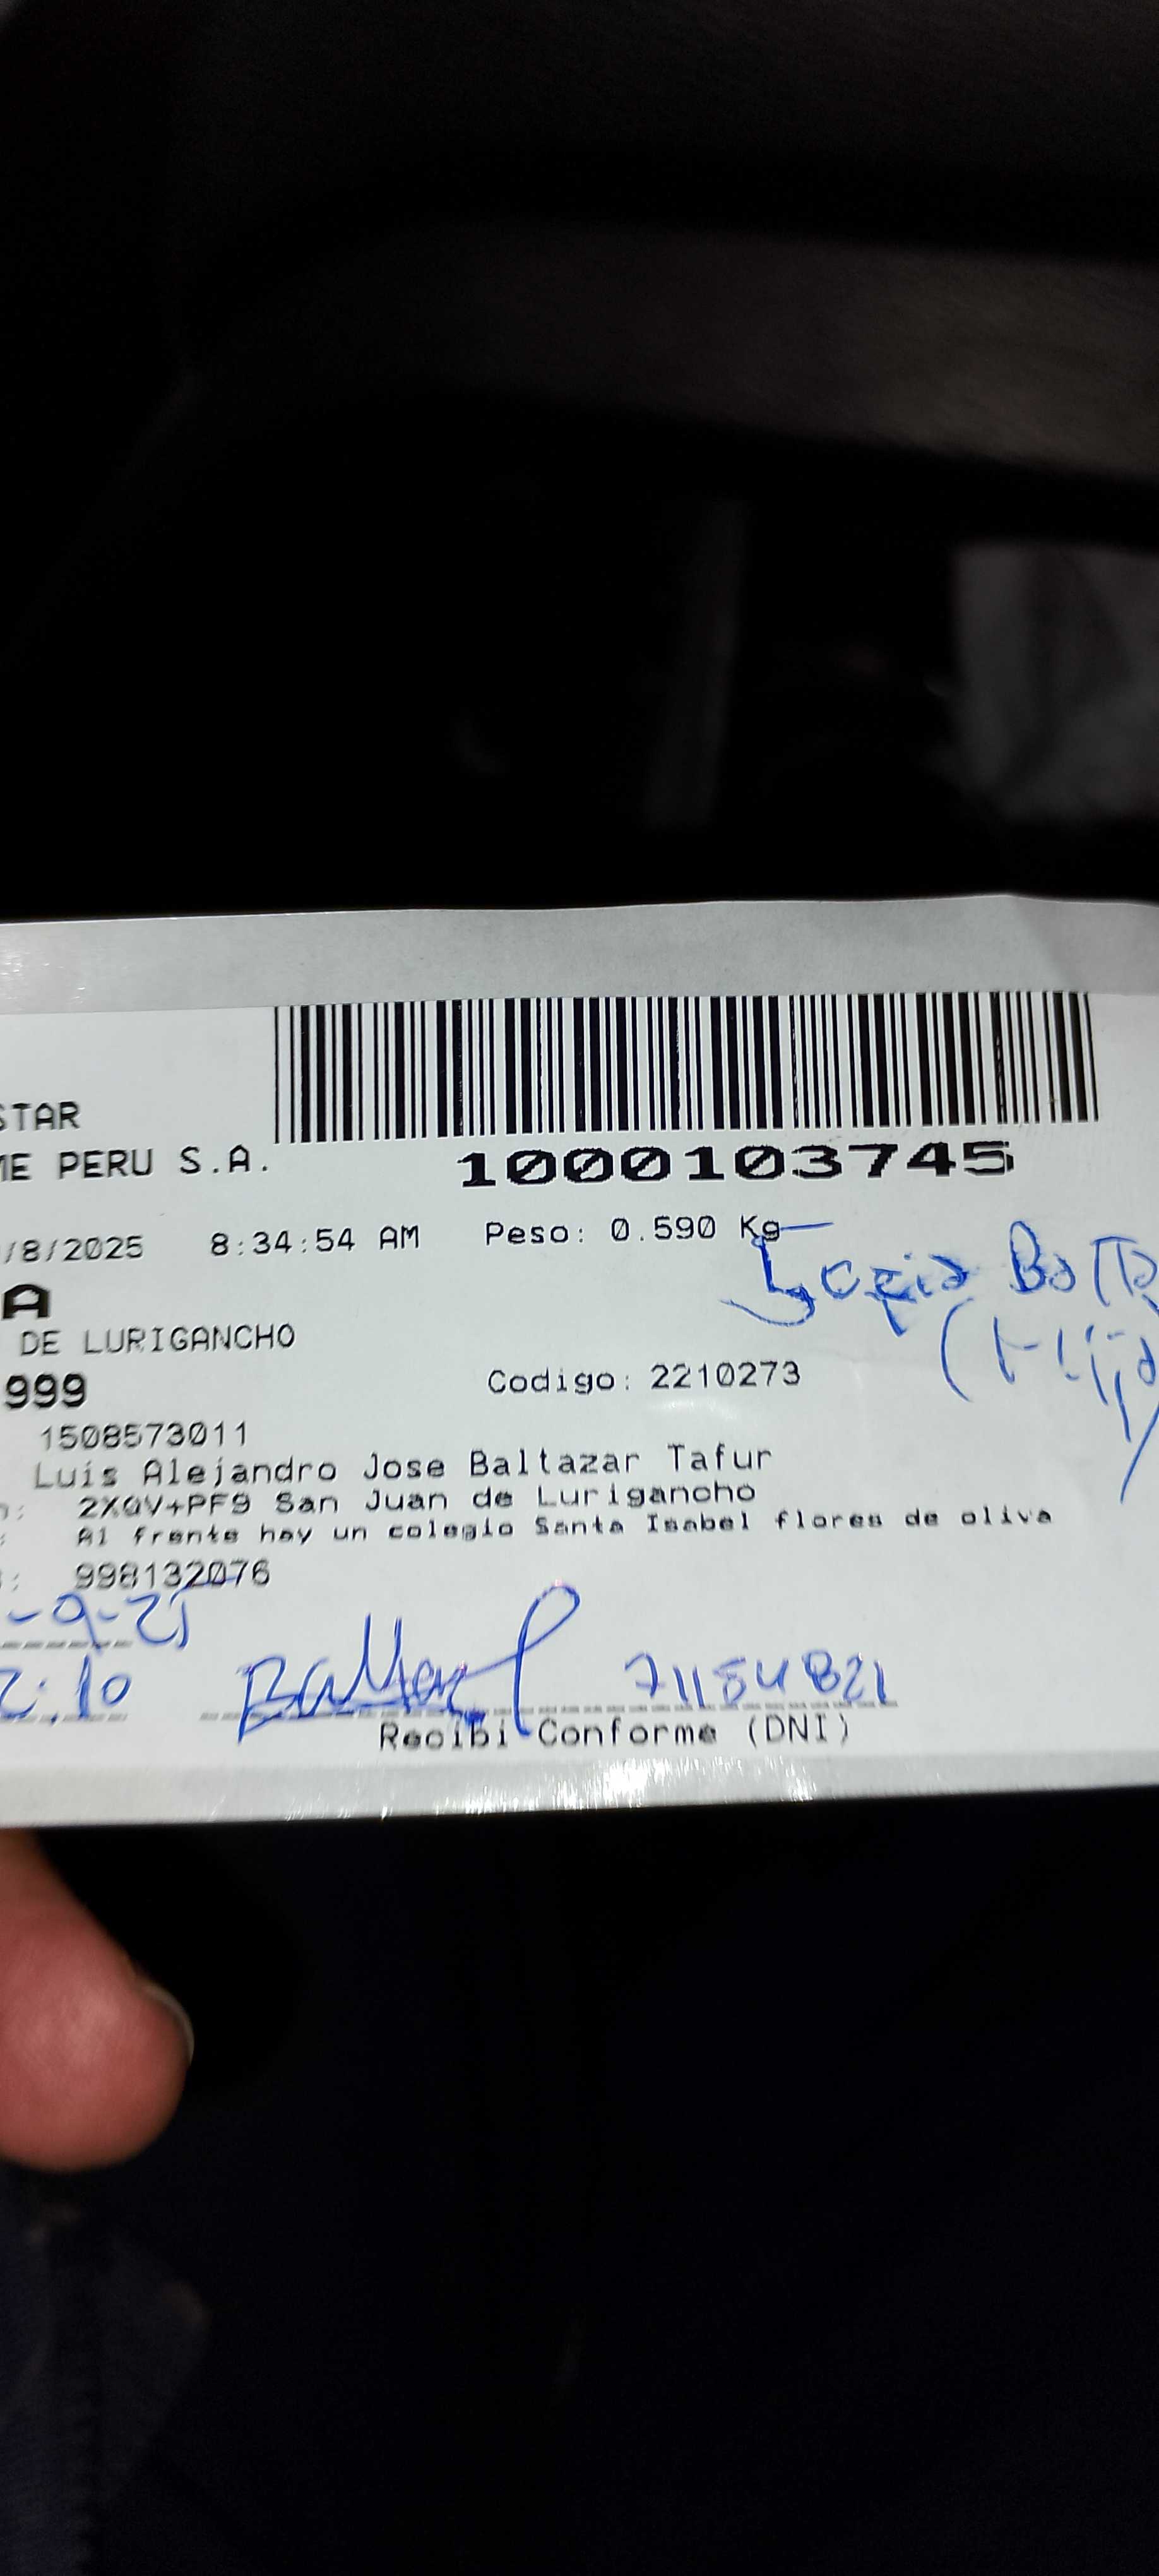 STAR
ME PERU S.A.
1000103745
/8/2025 8:34:54 AM Peso: 0.590 Kg
A
DE LURIGANCHO
999
Codigo: 2210273
1508573011
Luis Alejandro Jose Baltazar Tafur
2XQV+PF9 San Juan de Lurigancho
Al frente hay un colegio Santa Isabel flores de oliva
998132076
-9-25
2:10 71154821
Recibi Conforme (DNI)